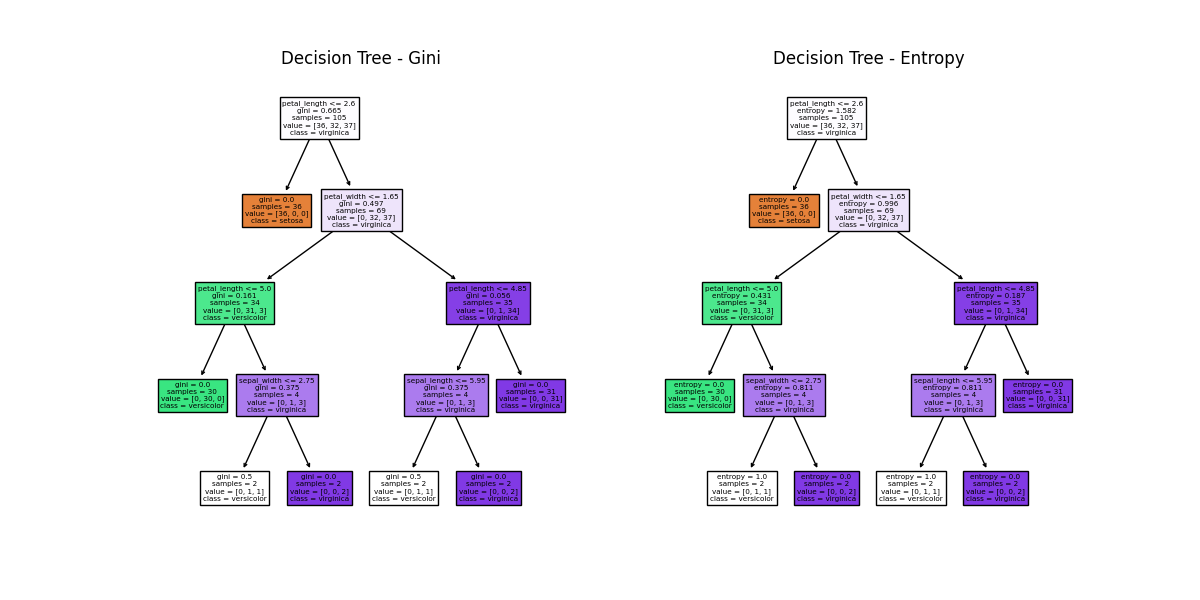 Decision Tree - Gini
petal_length <= 2.6
gini = 0.665
samples = 105
value = [36, 32, 37]
class = virginica
gini = 0.0
samples = 36
value = [36, 0, 0]
class = setosa
petal_width <= 1.65
gini = 0.497
samples = 69
value = [0, 32, 37]
class = virginica
petal_length <= 5.0
gini = 0.161
samples = 34
value = [0, 31, 3]
class = versicolor
petal_length <= 4.85
gini = 0.056
samples = 35
value = [0, 1, 34]
class = virginica
gini = 0.0
samples = 30
value = [0, 30, 0]
class = versicolor
sepal_width <= 2.75
gini = 0.375
samples = 4
value = [0, 1, 3]
class = virginica
sepal_length <= 5.95
gini = 0.375
samples = 4
value = [0, 1, 3]
class = virginica
gini = 0.0
samples = 31
value = [0, 0, 31]
class = virginica
gini = 0.5
samples = 2
value = [0, 1, 1]
class = versicolor
gini = 0.0
samples = 2
value = [0, 0, 2]
class = virginica
gini = 0.5
samples = 2
value = [0, 1, 1]
class = versicolor
gini = 0.0
samples = 2
value = [0, 0, 2]
class = virginica
Decision Tree - Entropy
petal_length <= 2.6
entropy = 1.582
samples = 105
value = [36, 32, 37]
class = virginica
entropy = 0.0
samples = 36
value = [36, 0, 0]
class = setosa
petal_width <= 1.65
entropy = 0.996
samples = 69
value = [0, 32, 37]
class = virginica
petal_length <= 5.0
entropy = 0.431
samples = 34
value = [0, 31, 3]
class = versicolor
petal_length <= 4.85
entropy = 0.187
samples = 35
value = [0, 1, 34]
class = virginica
entropy = 0.0
samples = 30
value = [0, 30, 0]
class = versicolor
sepal_width <= 2.75
entropy = 0.811
samples = 4
value = [0, 1, 3]
class = virginica
sepal_length <= 5.95
entropy = 0.811
samples = 4
value = [0, 1, 3]
class = virginica
entropy = 0.0
samples = 31
value = [0, 0, 31]
class = virginica
entropy = 1.0
samples = 2
value = [0, 1, 1]
class = versicolor
entropy = 0.0
samples = 2
value = [0, 0, 2]
class = virginica
entropy = 1.0
samples = 2
value = [0, 1, 1]
class = versicolor
entropy = 0.0
samples = 2
value = [0, 0, 2]
class = virginica